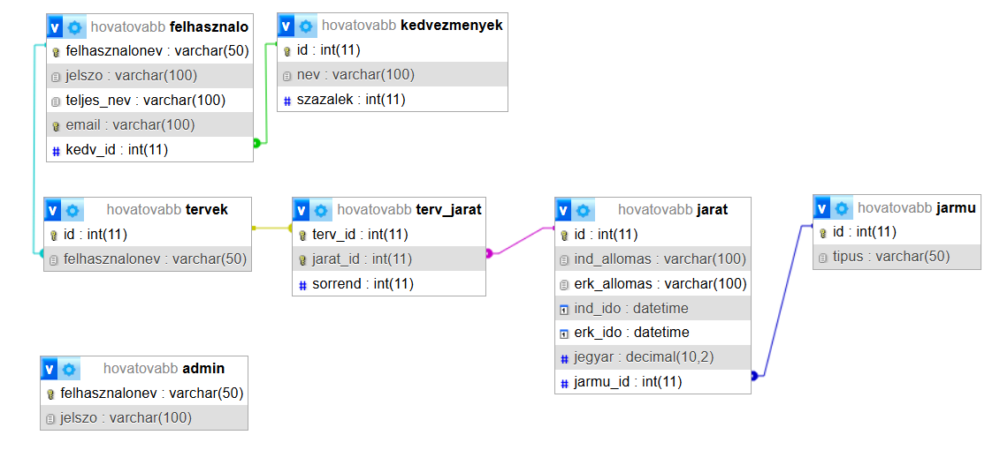 v hovatovabb felhasznalo
felhasznalonev : varchar(50)
jelszo : varchar(100)
teljes_nev : varchar(100)
email : varchar(100)
# kedv_id : int(11)
v hovatovabb kedvezmenyek
id : int(11)
nev : varchar(100)
# szazalek : int(11)
v hovatovabb tervek
id : int(11)
felhasznalonev : varchar(50)
v hovatovabb terv_jarat
terv_id : int(11)
jarat_id : int(11)
# sorrend : int(11)
v hovatovabb jarat
id : int(11)
ind_allomas : varchar(100)
erk_allomas : varchar(100)
ind_ido : datetime
erk_ido : datetime
# jegyar : decimal(10,2)
# jarmu_id : int(11)
v hovatovabb jarmu
id : int(11)
tipus : varchar(50)
v hovatovabb admin
felhasznalonev : varchar(50)
jelszo : varchar(100)